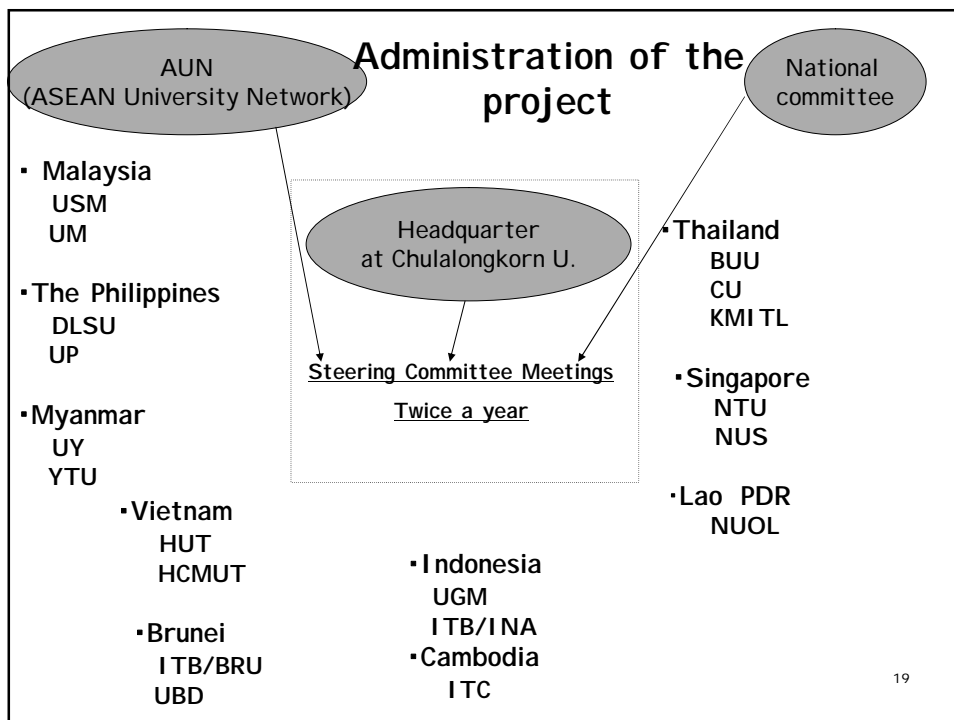 Administration of the
project
AUN
(ASEAN University Network)
National
committee
Headquarter
at Chulalongkorn U.
Steering Committee Meetings
Twice a year
▪ Malaysia
USM
UM
▪The Philippines
DLSU
UP
▪Myanmar
UY
YTU
▪Vietnam
HUT
HCMUT
▪Brunei
ITB/BRU
UBD
▪Indonesia
UGM
ITB/INA
▪Cambodia
ITC
▪Thailand
BUU
CU
KMITL
▪Singapore
NTU
NUS
▪Lao PDR
NUOL
19